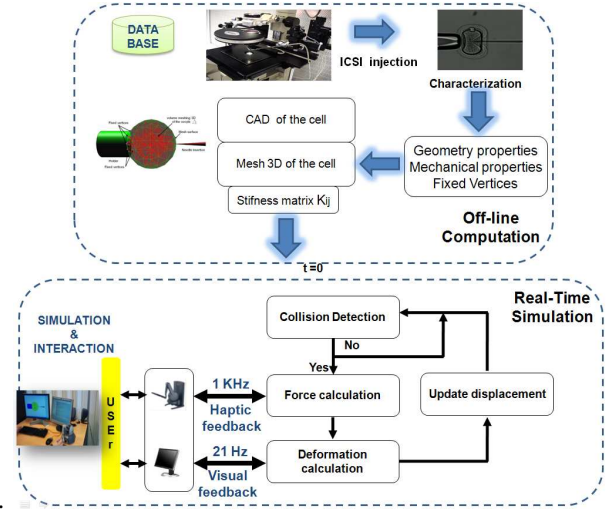 DATA
BASE
ICSI injection
Characterization
CAD of the cell
Mesh 3D of the cell
Stifness matrix Kij
Geometry properties
Mechanical properties
Fixed Vertices
Off-line
Computation
t=0
Real-Time
Simulation
SIMULATION
&
INTERACTION
Collision Detection
No
Yes
1 KHz
Haptic
feedback
Force calculation
Update displacement
U
S
E
r
21 Hz
Visual
feedback
Deformation
calculation